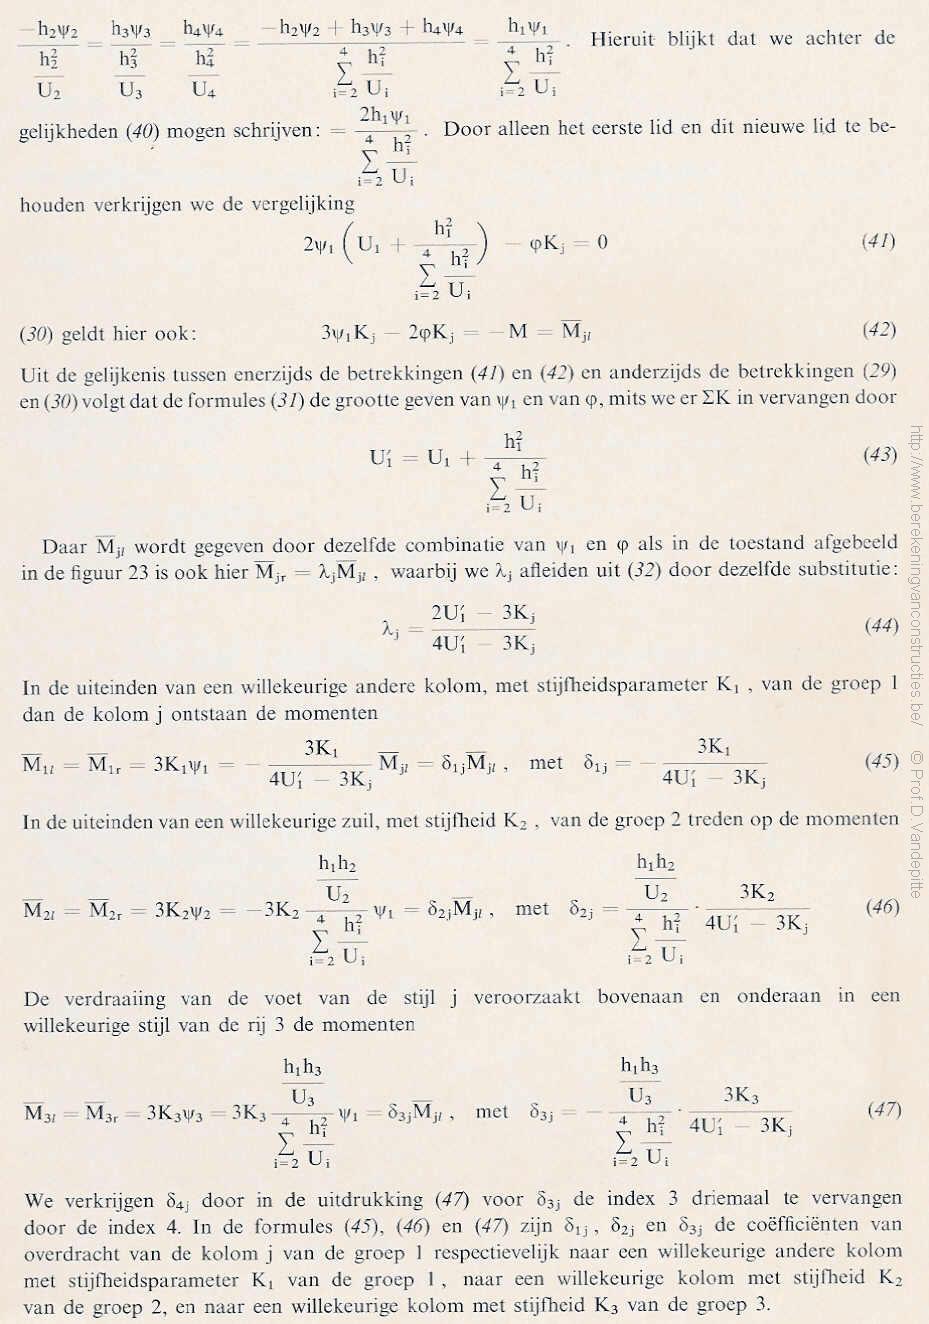 $\frac{-h_2\psi_2}{\frac{h_2^2}{U_2}} = \frac{h_3\psi_3}{\frac{h_3^2}{U_3}} = \frac{h_4\psi_4}{\frac{h_4^2}{U_4}} = \frac{-h_2\psi_2 + h_3\psi_3 + h_4\psi_4}{\sum_{i=2}^{4} \frac{h_i^2}{U_i}} = \frac{h_1\psi_1}{\sum_{i=2}^{4} \frac{h_i^2}{U_i}}$ . Hieruit blijkt dat we achter de
gelijkheden (40) mogen schrijven: $= \frac{2h_1\psi_1}{\sum_{i=2}^{4} \frac{h_i^2}{U_i}}$ . Door alleen het eerste lid en dit nieuwe lid te be-
houden verkrijgen we de vergelijking
$2\psi_1 \left( U_1 + \frac{h_1^2}{\sum_{i=2}^{4} \frac{h_i^2}{U_i}} \right) - \varphi K_j = 0$ (41)
(30) geldt hier ook: $3\psi_1 K_j - 2\varphi K_j = -M = \overline{M}_{jl}$ (42)
Uit de gelijkenis tussen enerzijds de betrekkingen (41) en (42) en anderzijds de betrekkingen (29)
en (30) volgt dat de formules (31) de grootte geven van ψ₁ en van φ, mits we er ΣK in vervangen door
$U_1' = U_1 + \frac{h_1^2}{\sum_{i=2}^{4} \frac{h_i^2}{U_i}}$ (43)
Daar $\overline{M}_{jl}$ wordt gegeven door dezelfde combinatie van ψ₁ en φ als in de toestand afgebeeld
in de figuur 23 is ook hier $\overline{M}_{jr} = \lambda_j \overline{M}_{jl}$ , waarbij we $\lambda_j$ afleiden uit (32) door dezelfde substitutie:
$\lambda_j = \frac{2U_1' - 3K_j}{4U_1' - 3K_j}$ (44)
In de uiteinden van een willekeurige andere kolom, met stijfheidsparameter K₁ , van de groep 1
dan de kolom j ontstaan de momenten
$\overline{M}_{1l} = \overline{M}_{1r} = 3K_1\psi_1 = - \frac{3K_1}{4U_1' - 3K_j} \overline{M}_{jl} = \delta_{1j}\overline{M}_{jl}$ , met $\delta_{1j} = - \frac{3K_1}{4U_1' - 3K_j}$ (45)
In de uiteinden van een willekeurige zuil, met stijfheid K₂ , van de groep 2 treden op de momenten
$\overline{M}_{2l} = \overline{M}_{2r} = 3K_2\psi_2 = -3K_2 \frac{\frac{h_1h_2}{U_2}}{\sum_{i=2}^{4} \frac{h_i^2}{U_i}} \psi_1 = \delta_{2j}\overline{M}_{jl}$ , met $\delta_{2j} = \frac{\frac{h_1h_2}{U_2}}{\sum_{i=2}^{4} \frac{h_i^2}{U_i}} \cdot \frac{3K_2}{4U_1' - 3K_j}$ (46)
De verdraaiing van de voet van de stijl j veroorzaakt bovenaan en onderaan in een
willekeurige stijl van de rij 3 de momenten
$\overline{M}_{3l} = \overline{M}_{3r} = 3K_3\psi_3 = 3K_3 \frac{\frac{h_1h_3}{U_3}}{\sum_{i=2}^{4} \frac{h_i^2}{U_i}} \psi_1 = \delta_{3j}\overline{M}_{jl}$ , met $\delta_{3j} = - \frac{\frac{h_1h_3}{U_3}}{\sum_{i=2}^{4} \frac{h_i^2}{U_i}} \cdot \frac{3K_3}{4U_1' - 3K_j}$ (47)
We verkrijgen $\delta_{4j}$ door in de uitdrukking (47) voor $\delta_{3j}$ de index 3 driemaal te vervangen
door de index 4. In de formules (45), (46) en (47) zijn $\delta_{1j}$, $\delta_{2j}$ en $\delta_{3j}$ de coëfficiënten van
overdracht van de kolom j van de groep 1 respectievelijk naar een willekeurige andere kolom
met stijfheidsparameter K₁ van de groep 1 , naar een willekeurige kolom met stijfheid K₂
van de groep 2, en naar een willekeurige kolom met stijfheid K₃ van de groep 3.
http://www.berekeningvanconstructies.be/ © Prof.D. Vandepitte